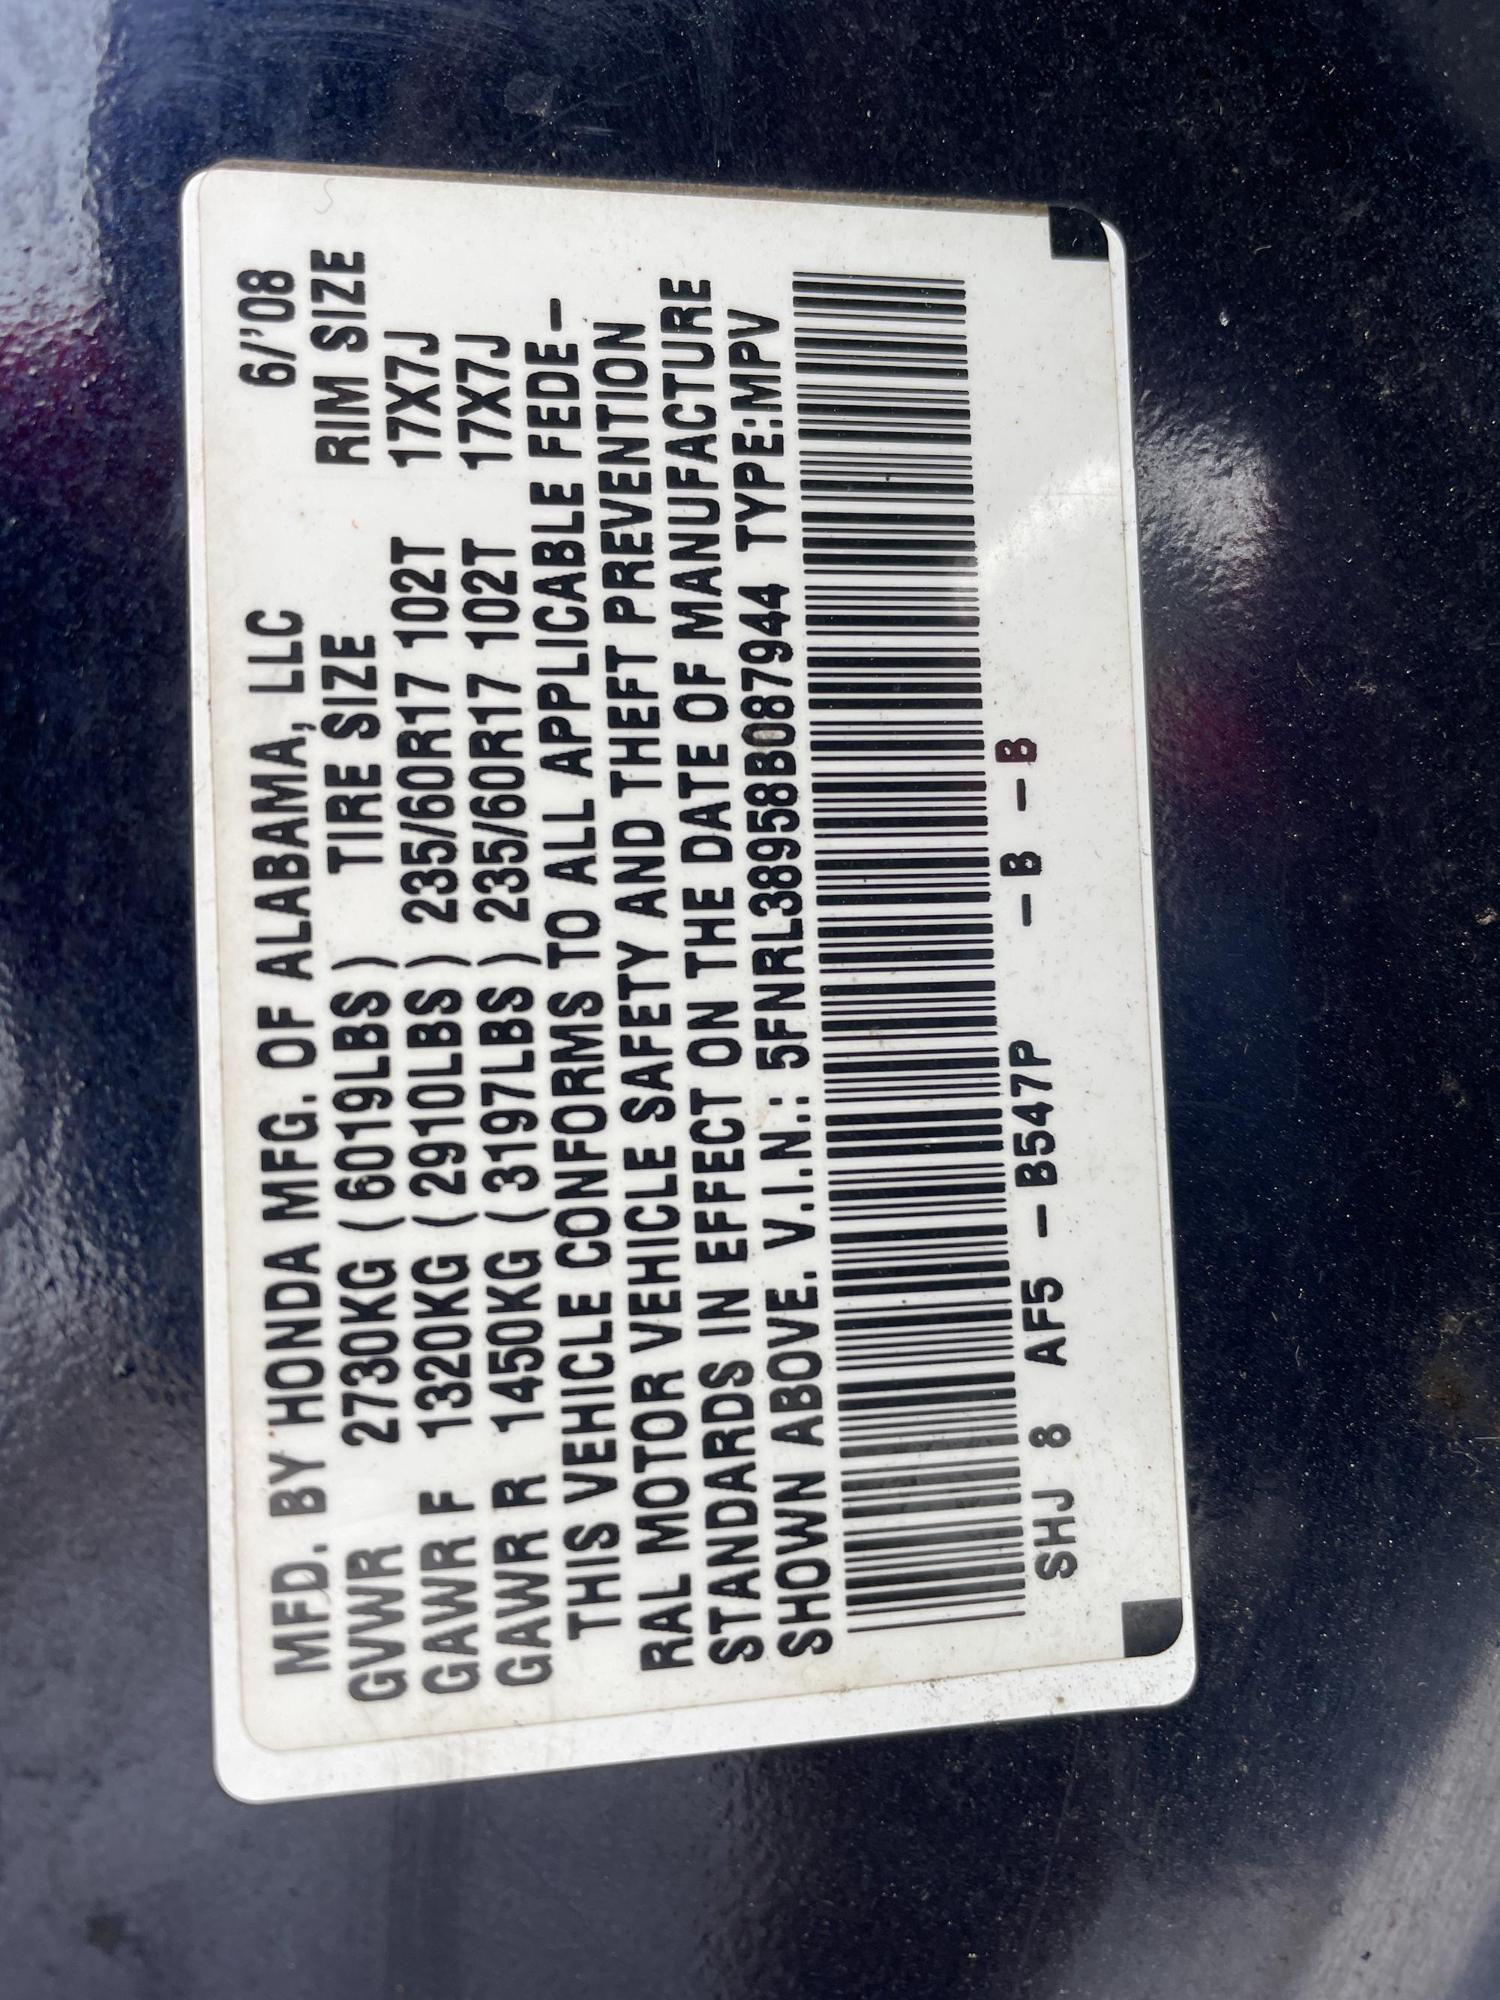 MFD. BY HONDA MFG. OF ALABAMA, LLC 6/'08
TIRE SIZE RIM SIZE
GVWR 2730KG ( 6019LBS )
GAWR F 1320KG ( 2910LBS ) 235/60R17 102T 17X7J
GAWR R 1450KG ( 3197LBS ) 235/60R17 102T 17X7J
THIS VEHICLE CONFORMS TO ALL APPLICABLE FEDE-
RAL MOTOR VEHICLE SAFETY AND THEFT PREVENTION
STANDARDS IN EFFECT ON THE DATE OF MANUFACTURE
SHOWN ABOVE. V.I.N.: 5FNRL38958B087944 TYPE:MPV
SHJ 8 AF5 - B547P - B - B